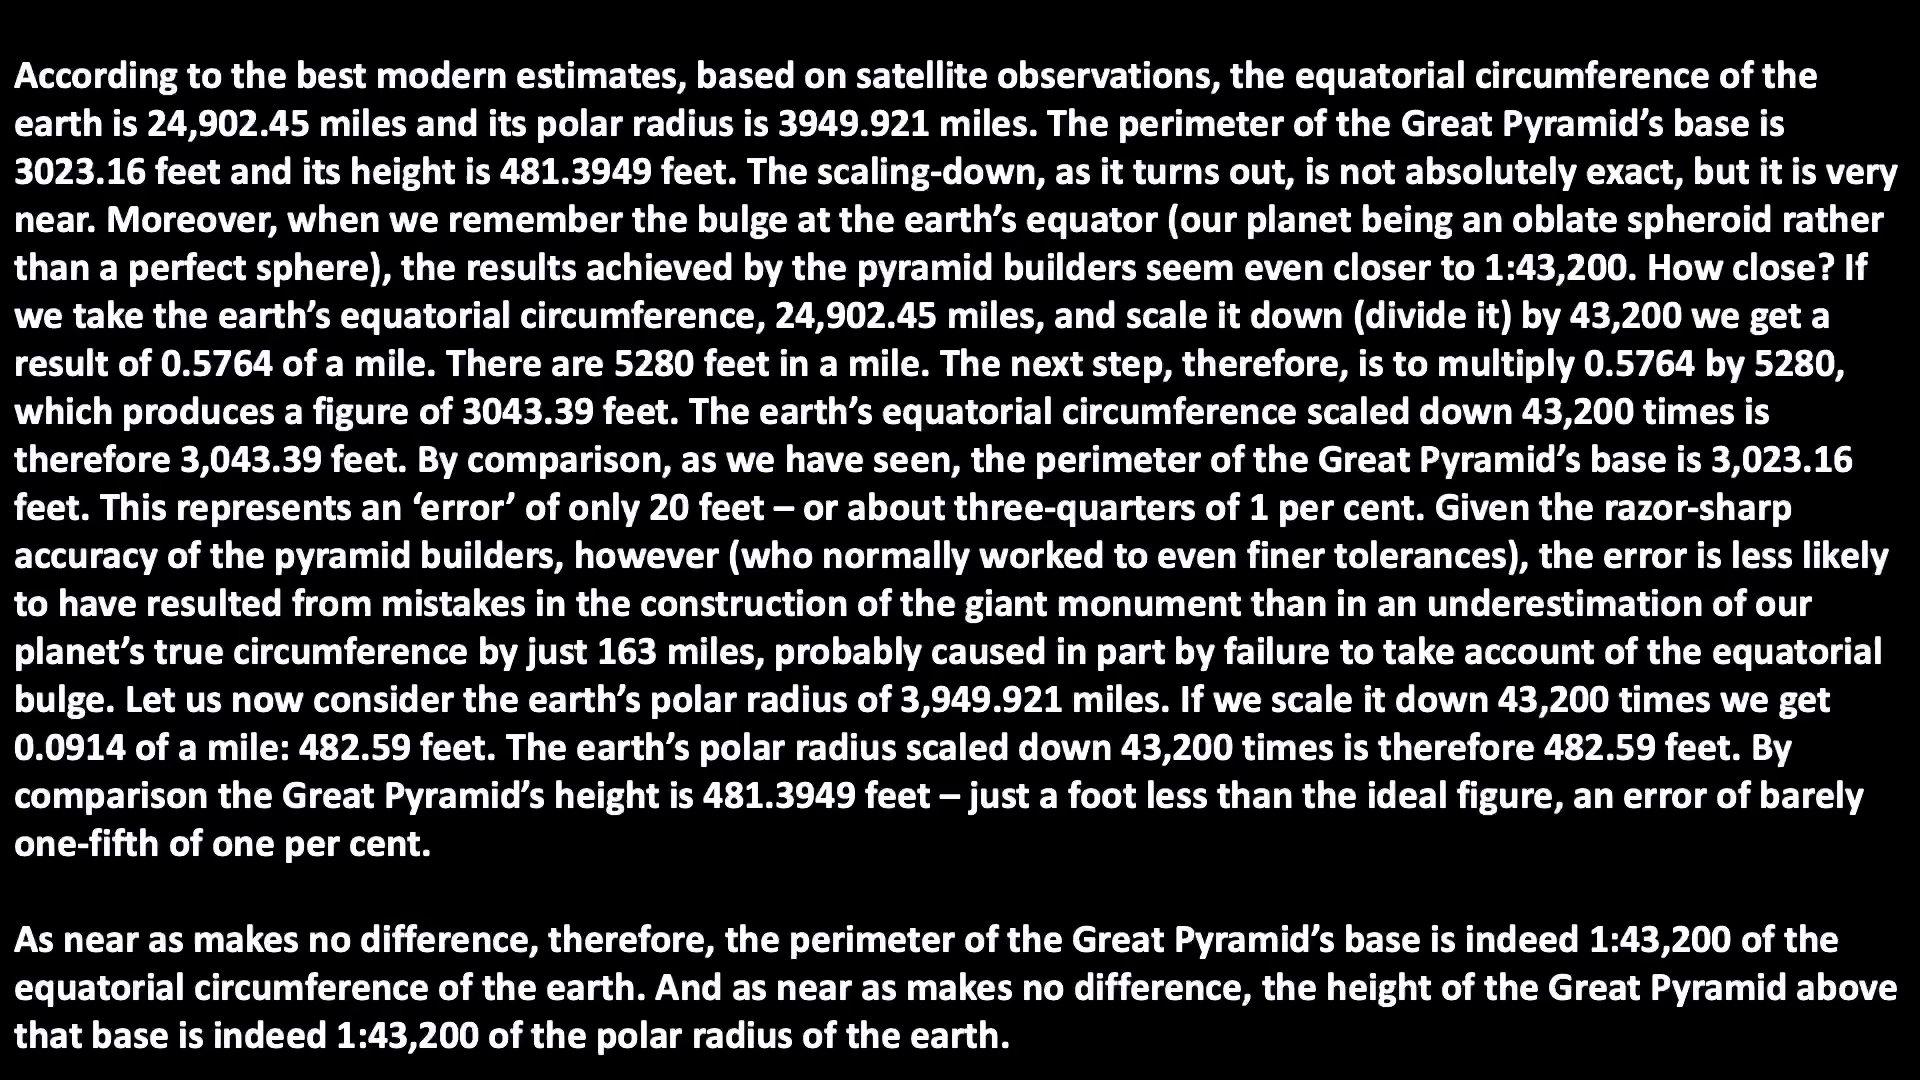 According to the best modern estimates, based on satellite observations, the equatorial circumference of the
earth is 24,902.45 miles and its polar radius is 3949.921 miles. The perimeter of the Great Pyramid’s base is
3023.16 feet and its height is 481.3949 feet. The scaling-down, as it turns out, is not absolutely exact, but it is very
near. Moreover, when we remember the bulge at the earth’s equator (our planet being an oblate spheroid rather
than a perfect sphere), the results achieved by the pyramid builders seem even closer to 1:43,200. How close? If
we take the earth’s equatorial circumference, 24,902.45 miles, and scale it down (divide it) by 43,200 we get a
result of 0.5764 of a mile. There are 5280 feet in a mile. The next step, therefore, is to multiply 0.5764 by 5280,
which produces a figure of 3043.39 feet. The earth’s equatorial circumference scaled down 43,200 times is
therefore 3,043.39 feet. By comparison, as we have seen, the perimeter of the Great Pyramid’s base is 3,023.16
feet. This represents an ‘error’ of only 20 feet – or about three-quarters of 1 per cent. Given the razor-sharp
accuracy of the pyramid builders, however (who normally worked to even finer tolerances), the error is less likely
to have resulted from mistakes in the construction of the giant monument than in an underestimation of our
planet’s true circumference by just 163 miles, probably caused in part by failure to take account of the equatorial
bulge. Let us now consider the earth’s polar radius of 3,949.921 miles. If we scale it down 43,200 times we get
0.0914 of a mile: 482.59 feet. The earth’s polar radius scaled down 43,200 times is therefore 482.59 feet. By
comparison the Great Pyramid’s height is 481.3949 feet – just a foot less than the ideal figure, an error of barely
one-fifth of one per cent.
As near as makes no difference, therefore, the perimeter of the Great Pyramid’s base is indeed 1:43,200 of the
equatorial circumference of the earth. And as near as makes no difference, the height of the Great Pyramid above
that base is indeed 1:43,200 of the polar radius of the earth.